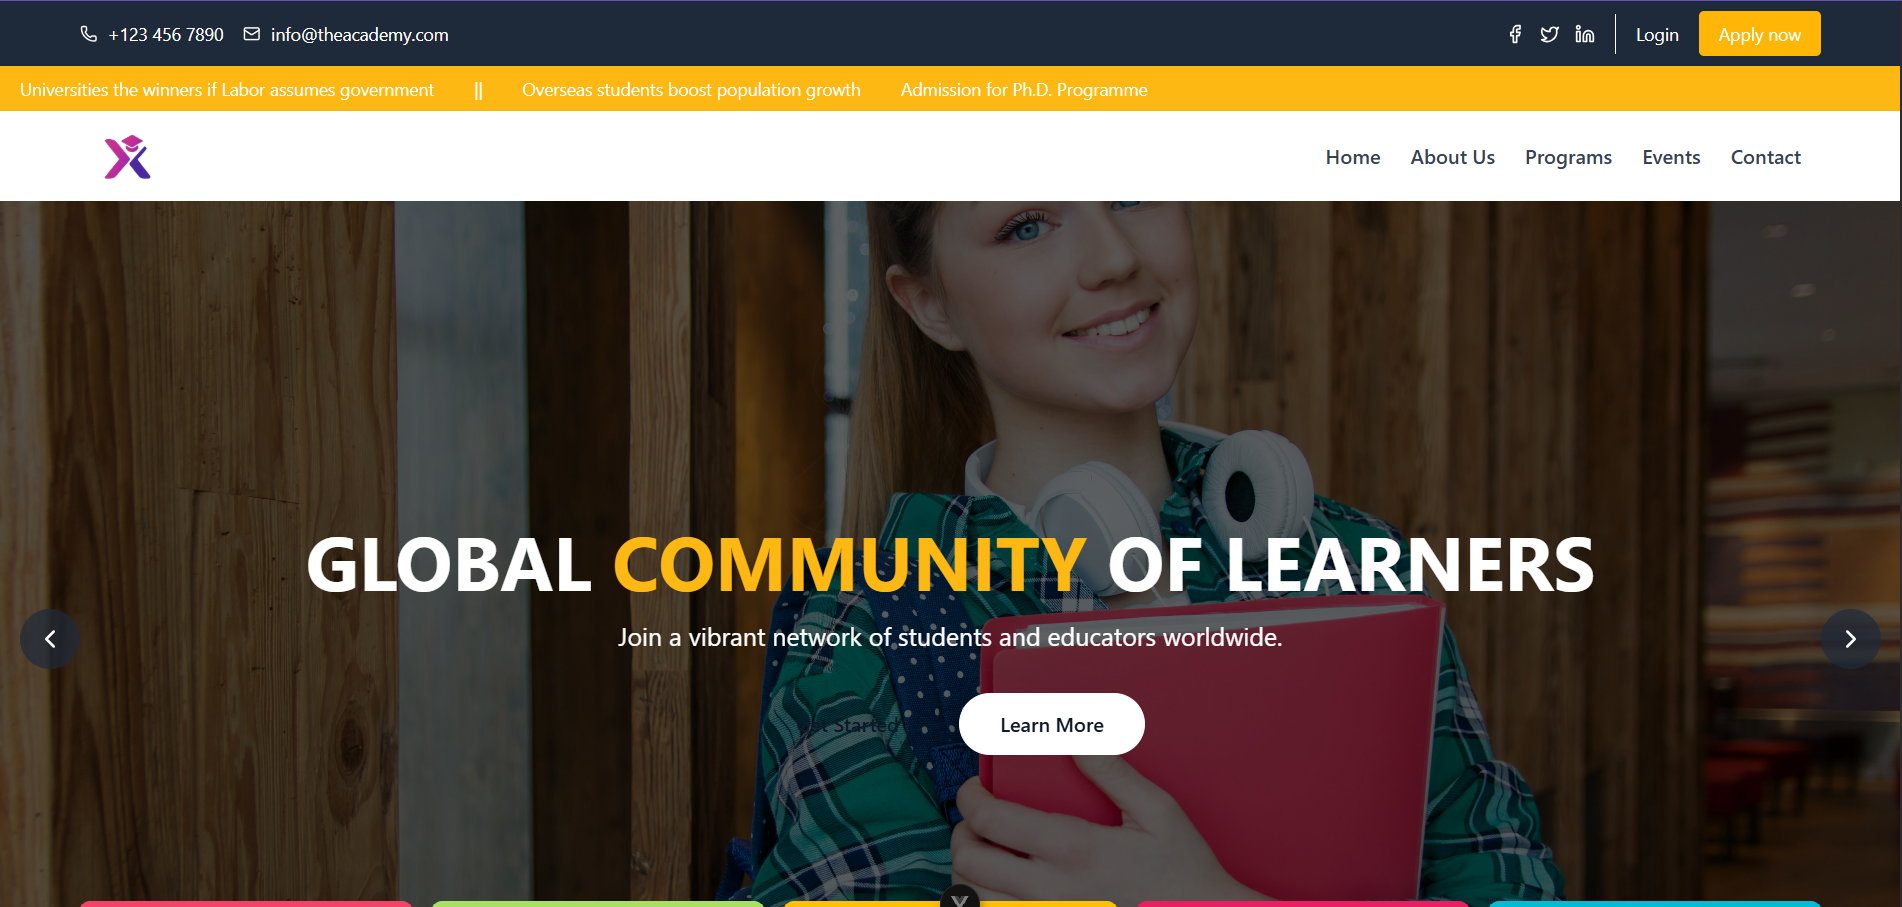 +123 456 7890 info@theacademy.com Login Apply now
Universities the winners if Labor assumes government || Overseas students boost population growth Admission for Ph.D. Programme
Home About Us Programs Events Contact
GLOBAL COMMUNITY OF LEARNERS
Join a vibrant network of students and educators worldwide.
Get Started Learn More